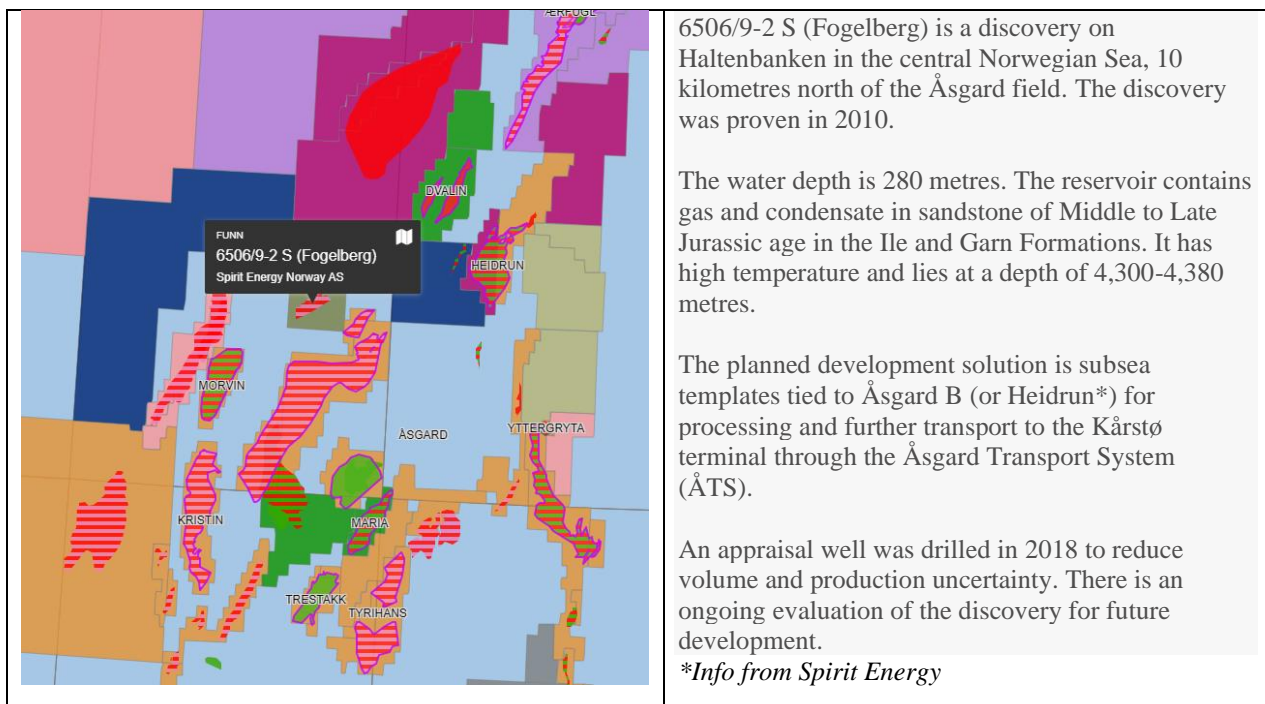 ÆRFUGL
DVALIN
FUNN
6506/9-2 S (Fogelberg)
Spirit Energy Norway AS
HEIDRUN
MORVIN
ÅSGARD
YTTERGRYTA
KRISTIN
MARIA
TRESTAKK
TYRIHANS
6506/9-2 S (Fogelberg) is a discovery on
Haltenbanken in the central Norwegian Sea, 10
kilometres north of the Åsgard field. The discovery
was proven in 2010.
The water depth is 280 metres. The reservoir contains
gas and condensate in sandstone of Middle to Late
Jurassic age in the Ile and Garn Formations. It has
high temperature and lies at a depth of 4,300-4,380
metres.
The planned development solution is subsea
templates tied to Åsgard B (or Heidrun*) for
processing and further transport to the Kårstø
terminal through the Åsgard Transport System
(ÅTS).
An appraisal well was drilled in 2018 to reduce
volume and production uncertainty. There is an
ongoing evaluation of the discovery for future
development.
*Info from Spirit Energy